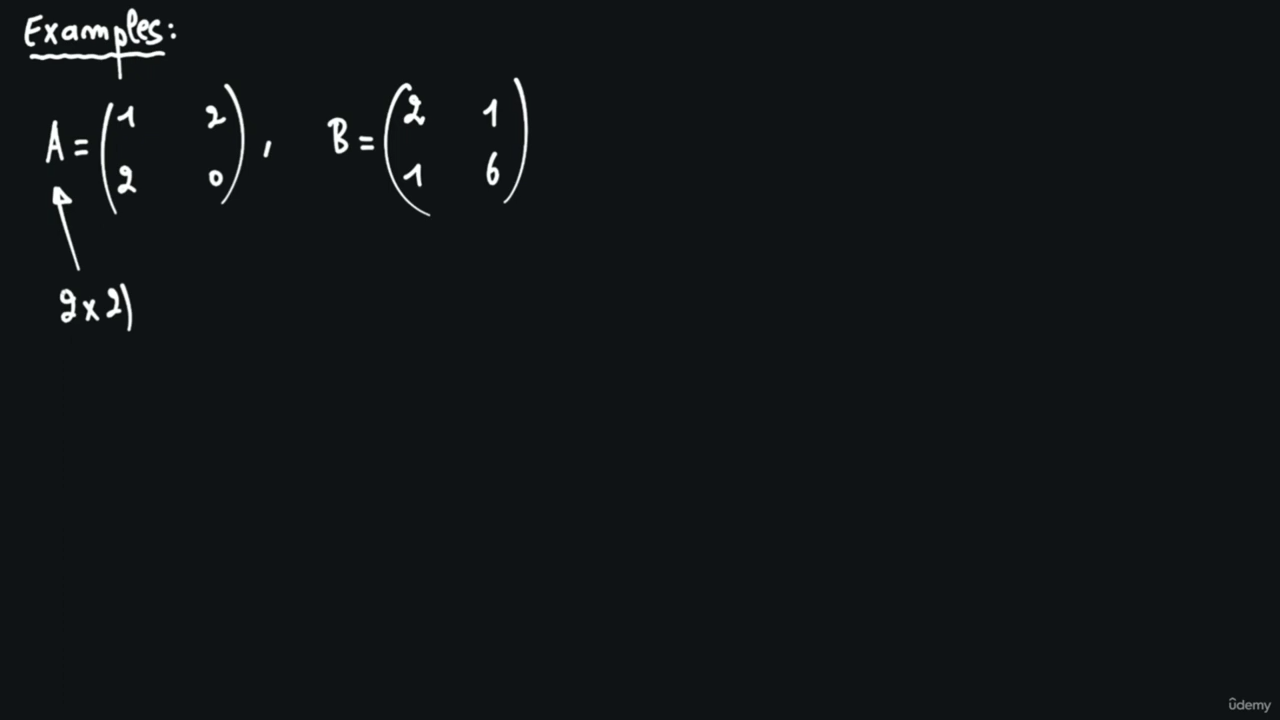 Examples:
A = (1 2
2 0), B = (2 1
1 6)
2x2)
ûdemy